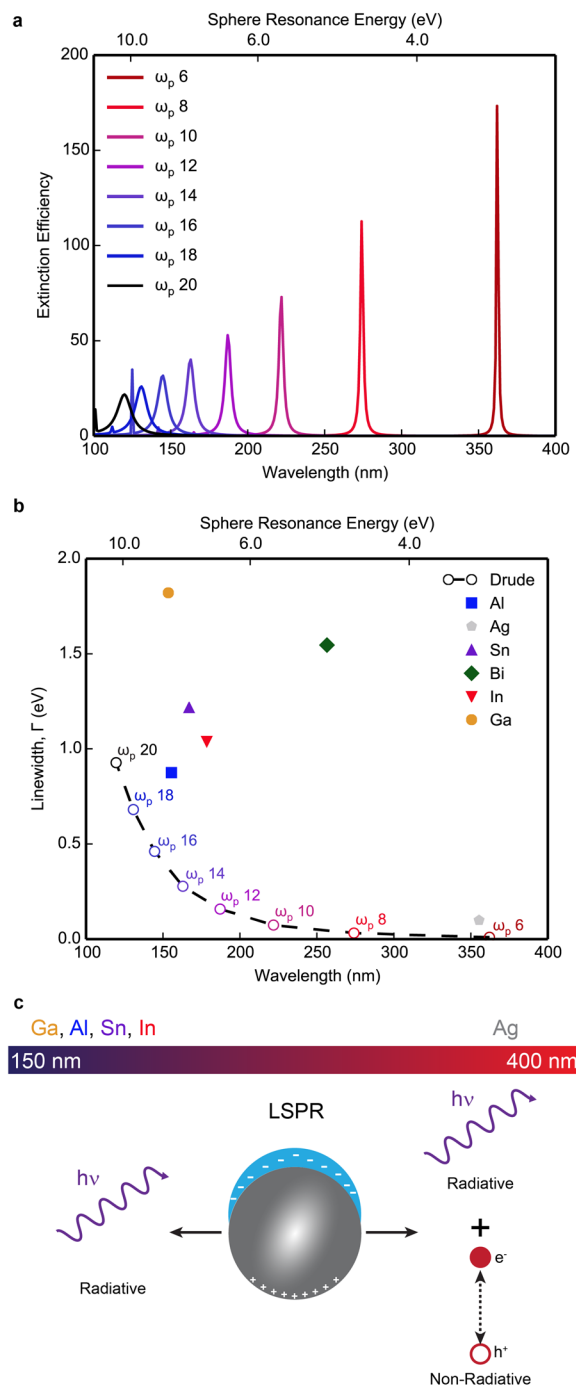 a
Sphere Resonance Energy (eV)
10.0 6.0 4.0
200
150
100
50
0
Extinction Efficiency
ωp 6
ωp 8
ωp 10
ωp 12
ωp 14
ωp 16
ωp 18
ωp 20
100 150 200 250 300 350 400
Wavelength (nm)
b
Sphere Resonance Energy (eV)
10.0 6.0 4.0
2.0
1.5
1.0
0.5
0.0
Linewidth, Γ (eV)
Drude
Al
Ag
Sn
Bi
In
Ga
ωp 20
ωp 18
ωp 16
ωp 14
ωp 12
ωp 10
ωp 8
ωp 6
100 150 200 250 300 350 400
Wavelength (nm)
c
Ga, Al, Sn, In Ag
150 nm 400 nm
LSPR
hν
hν
Radiative
Radiative
+
e-
h+
Non-Radiative